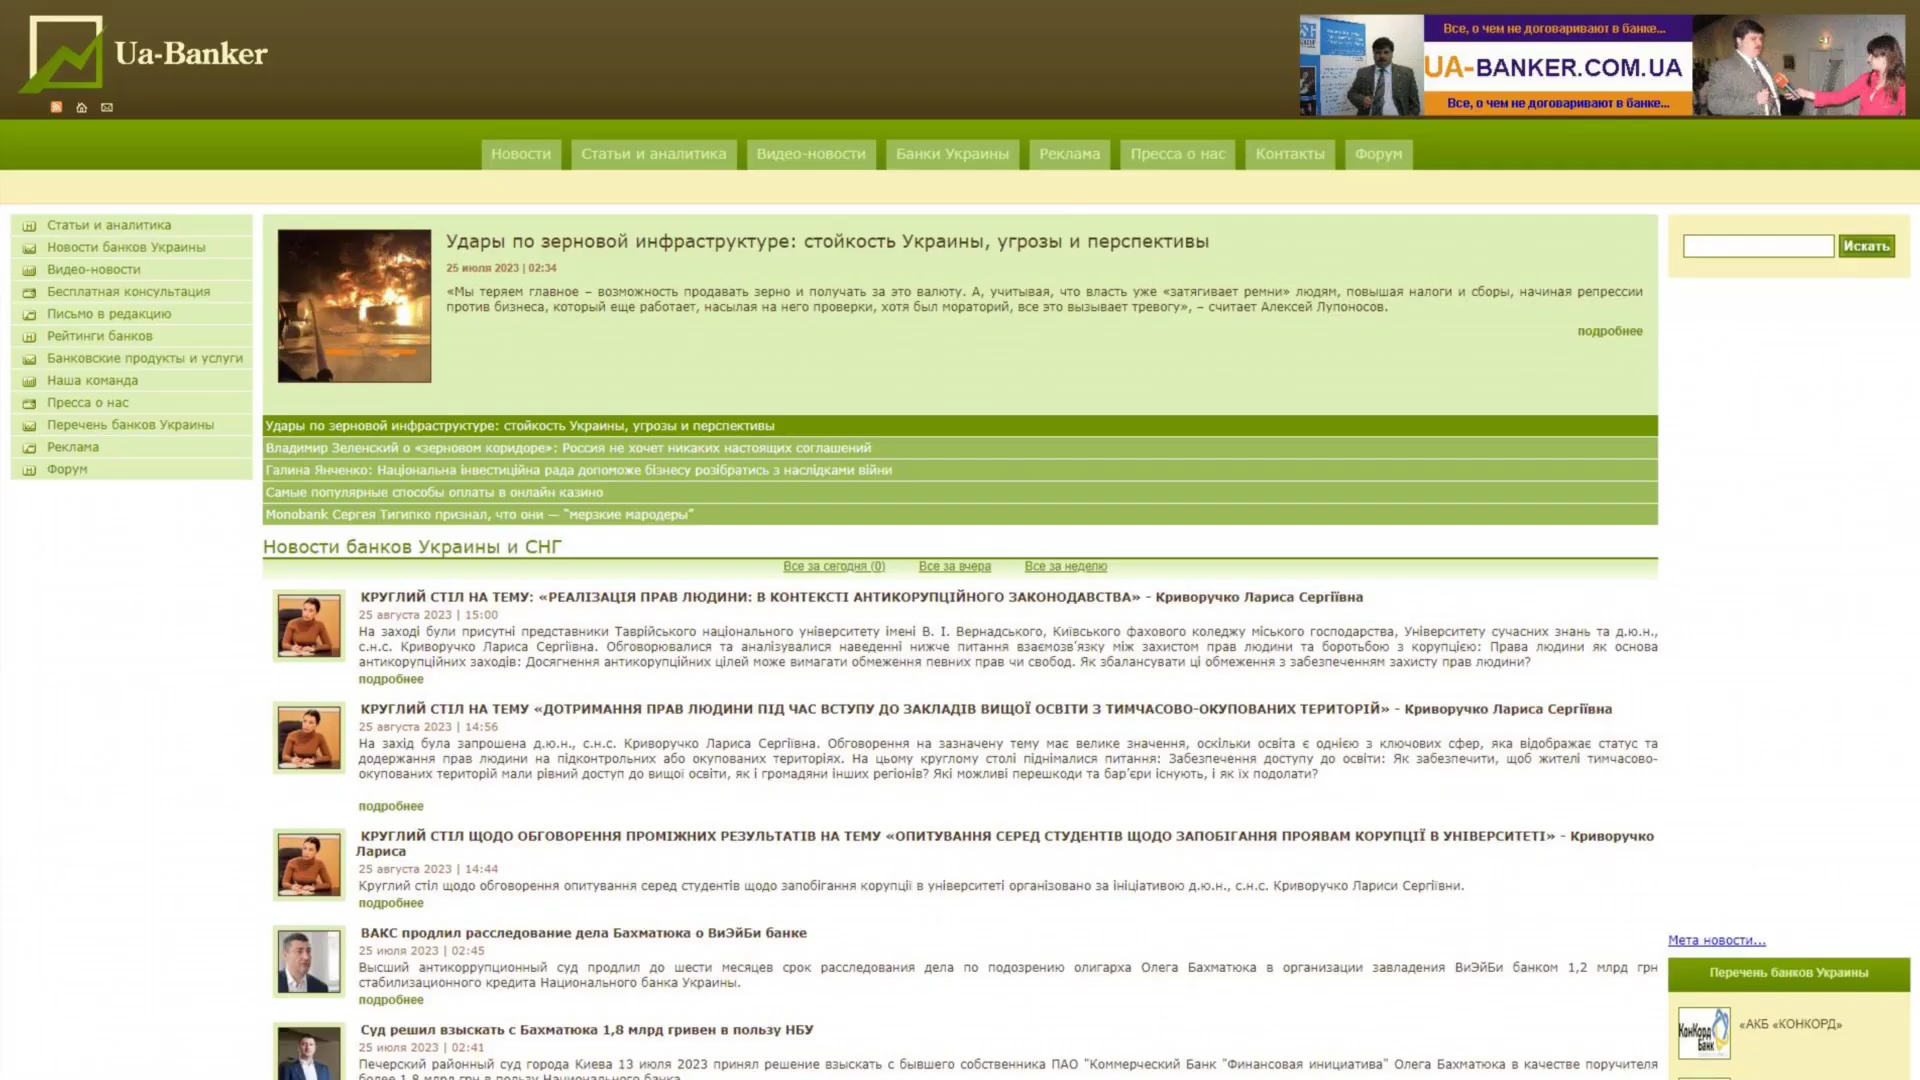 Ua-Banker
Все, о чем не договаривают в банке...
UA-BANKER.COM.UA
Все, о чем не договаривают в банке...
Новости
Статьи и аналитика
Видео-новости
Банки Украины
Реклама
Пресса о нас
Контакты
Форум
Статьи и аналитика
Новости банков Украины
Видео-новости
Бесплатная консультация
Письмо в редакцию
Рейтинги банков
Банковские продукты и услуги
Наша команда
Пресса о нас
Перечень банков Украины
Реклама
Форум
Удары по зерновой инфраструктуре: стойкость Украины, угрозы и перспективы
25 июля 2023 | 02:34
«Мы теряем главное – возможность продавать зерно и получать за это валюту. А, учитывая, что власть уже «затягивает ремни» людям, повышая налоги и сборы, начиная репрессии
против бизнеса, который еще работает, насылая на него проверки, хотя был мораторий, все это вызывает тревогу», – считает Алексей Лупоносов.
подробнее
Удары по зерновой инфраструктуре: стойкость Украины, угрозы и перспективы
Владимир Зеленский о «зерновом коридоре»: Россия не хочет никаких настоящих соглашений
Галина Янченко: Національна інвестиційна рада допоможе бізнесу розібратись з наслідками війни
Самые популярные способы оплаты в онлайн казино
Monobank Сергея Тигипко признал, что они — "мерзкие мародеры"
Искать
Новости банков Украины и СНГ
Все за сегодня (0)
Все за вчера
Все за неделю
КРУГЛИЙ СТІЛ НА ТЕМУ: «РЕАЛІЗАЦІЯ ПРАВ ЛЮДИНИ: В КОНТЕКСТІ АНТИКОРУПЦІЙНОГО ЗАКОНОДАВСТВА» - Криворучко Лариса Сергіївна
25 августа 2023 | 15:00
На заході були присутні представники Таврійського національного університету імені В. І. Вернадського, Київського фахового коледжу міського господарства, Університету сучасних знань та д.ю.н.,
с.н.с. Криворучко Лариса Сергіївна. Обговорювалися та аналізувалися наведенні нижче питання взаємозв’язку між захистом прав людини та боротьбою з корупцією: Права людини як основа
антикорупційних заходів: Досягнення антикорупційних цілей може вимагати обмеження певних прав чи свобод. Як збалансувати ці обмеження з забезпеченням захисту прав людини?
подробнее
КРУГЛИЙ СТІЛ НА ТЕМУ «ДОТРИМАННЯ ПРАВ ЛЮДИНИ ПІД ЧАС ВСТУПУ ДО ЗАКЛАДІВ ВИЩОЇ ОСВІТИ З ТИМЧАСОВО-ОКУПОВАНИХ ТЕРИТОРІЙ» - Криворучко Лариса Сергіївна
25 августа 2023 | 14:56
На захід була запрошена д.ю.н., с.н.с. Криворучко Лариса Сергіївна. Обговорення на зазначену тему має велике значення, оскільки освіта є однією з ключових сфер, яка відображає статус та
додержання прав людини на підконтрольних або окупованих територіях. На цьому круглому столі піднімалися питання: Забезпечення доступу до освіти: Як забезпечити, щоб жителі тимчасово-
окупованих територій мали рівний доступ до вищої освіти, як і громадяни інших регіонів? Які можливі перешкоди та бар’єри існують, і як їх подолати?
подробнее
КРУГЛИЙ СТІЛ ЩОДО ОБГОВОРЕННЯ ПРОМІЖНИХ РЕЗУЛЬТАТІВ НА ТЕМУ «ОПИТУВАННЯ СЕРЕД СТУДЕНТІВ ЩОДО ЗАПОБІГАННЯ ПРОЯВАМ КОРУПЦІЇ В УНІВЕРСИТЕТІ» - Криворучко
Лариса
25 августа 2023 | 14:44
Круглий стіл щодо обговорення опитування серед студентів щодо запобігання корупції в університеті організовано за ініціативою д.ю.н., с.н.с. Криворучко Лариси Сергіївни.
подробнее
ВАКС продлил расследование дела Бахматюка о ВиЭйБи банке
25 июля 2023 | 02:45
Высший антикоррупционный суд продлил до шести месяцев срок расследования дела по подозрению олигарха Олега Бахматюка в организации завладения ВиЭйБи банком 1,2 млрд грн
стабилизационного кредита Национального банка Украины.
подробнее
Суд решил взыскать с Бахматюка 1,8 млрд гривен в пользу НБУ
25 июля 2023 | 02:41
Печерский районный суд города Киева 13 июля 2023 принял решение взыскать с бывшего собственника ПАО "Коммерческий Банк "Финансовая инициатива" Олега Бахматюка в качестве поручителя
более 1,8 млрд грн в пользу Национального банка.
Мета новости...
Перечень банков Украины
КонКорд
Банк
«АКБ «КОНКОРД»